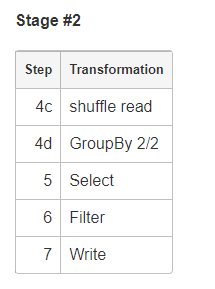 Stage #2
Step Transformation
4c shuffle read
4d GroupBy 2/2
5 Select
6 Filter
7 Write